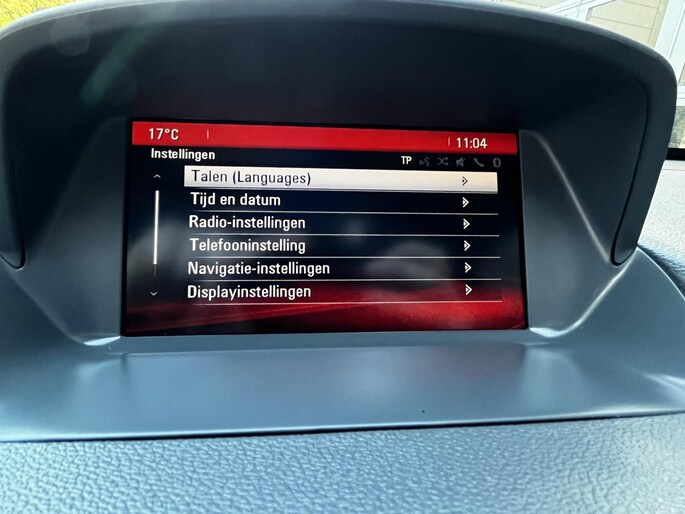 17°C 11:04
Instellingen TP
Talen (Languages)
Tijd en datum
Radio-instellingen
Telefooninstelling
Navigatie-instellingen
Displayinstellingen